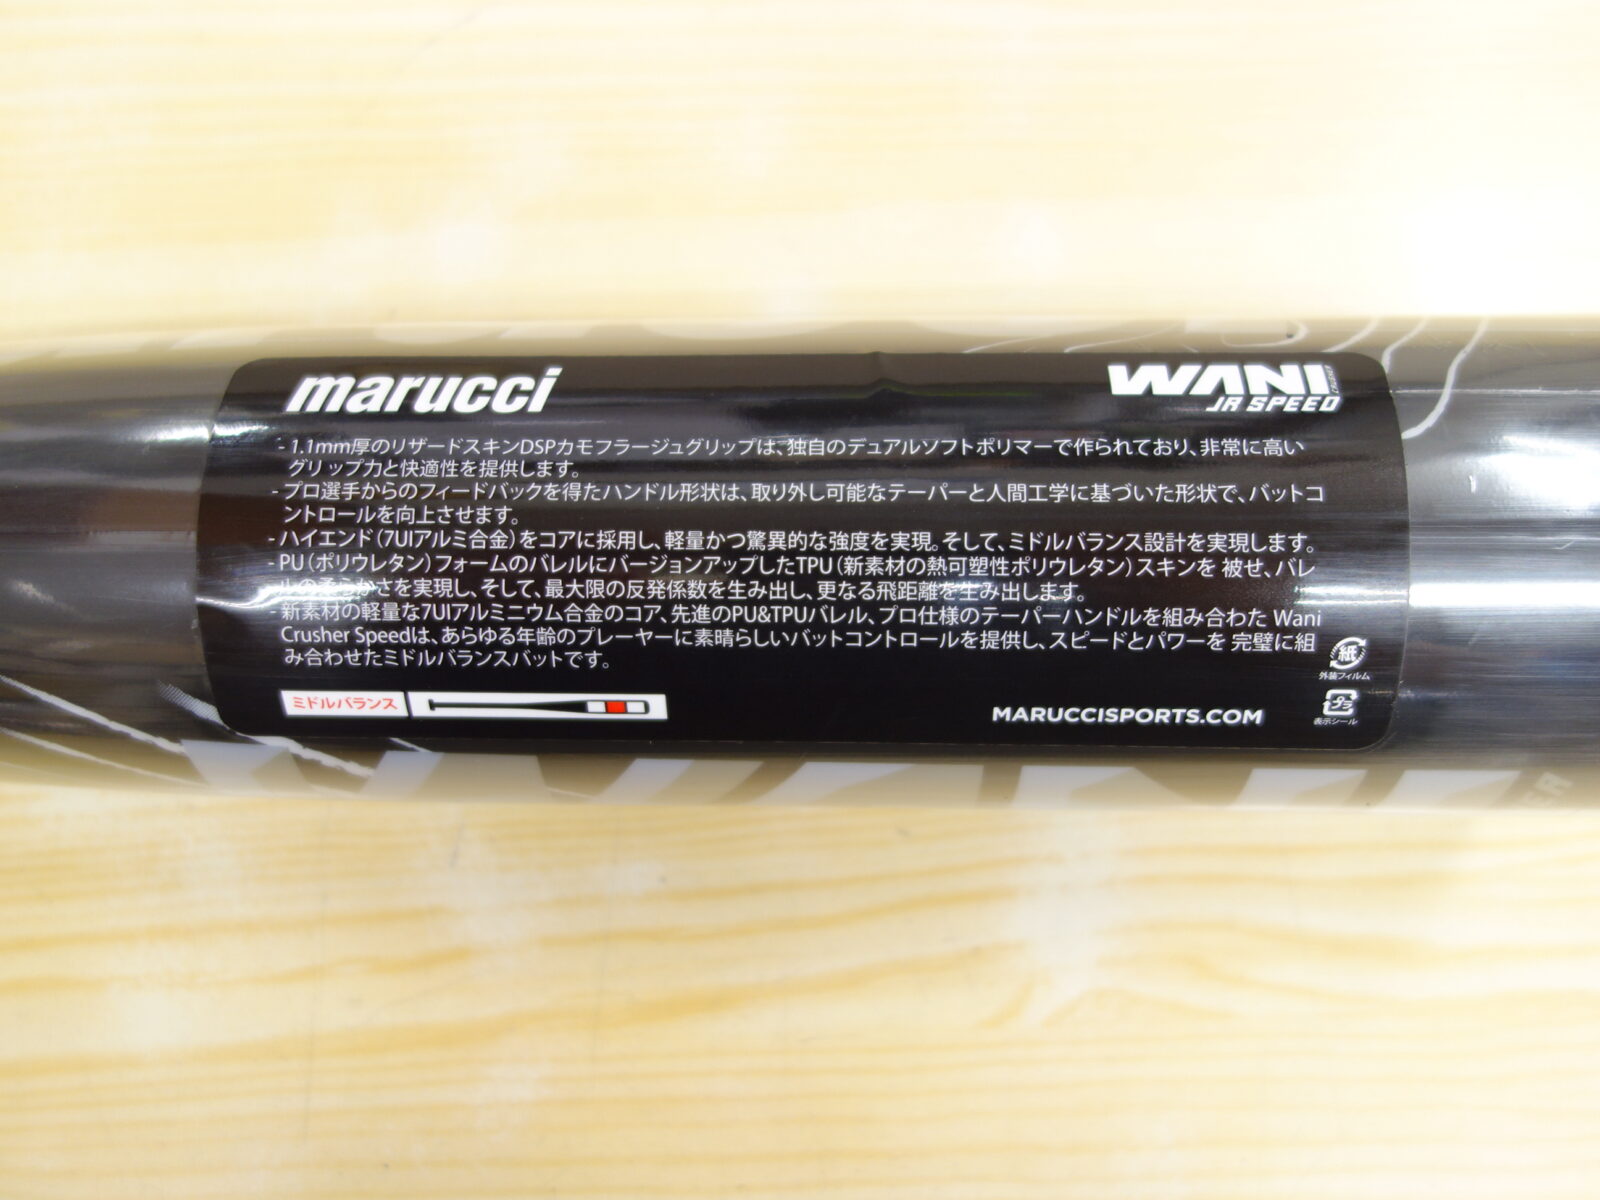 marucci
WANI CRUSHER
JR SPEED
- 1.1mm厚のリザードスキンDSPカモフラージュグリップは、独自のデュアルソフトポリマーで作られており、非常に高い
グリップ力と快適性を提供します。
- プロ選手からのフィードバックを得たハンドル形状は、取り外し可能なテーパーと人間工学に基づいた形状で、バットコ
ントロールを向上させます。
- ハイエンド（7UIアルミ合金）をコアに採用し、軽量かつ驚異的な強度を実現。そして、ミドルバランス設計を実現します。
- PU（ポリウレタン）フォームのバレルにバージョンアップしたTPU（新素材の熱可塑性ポリウレタン）スキンを 被せ、バレ
ルの柔らかさを実現し、そして、最大限の反発係数を生み出し、更なる飛距離を生み出します。
- 新素材の軽量な7UIアルミニウム合金のコア、先進のPU&TPUバレル、プロ仕様のテーパーハンドルを組み合わた Wani
Crusher Speedは、あらゆる年齢のプレーヤーに素晴らしいバットコントロールを提供し、スピードとパワーを 完璧に組
み合わせたミドルバランスバットです。
紙
外装フィルム
ミドルバランス
MARUCCISPORTS.COM
プラ
表示シール